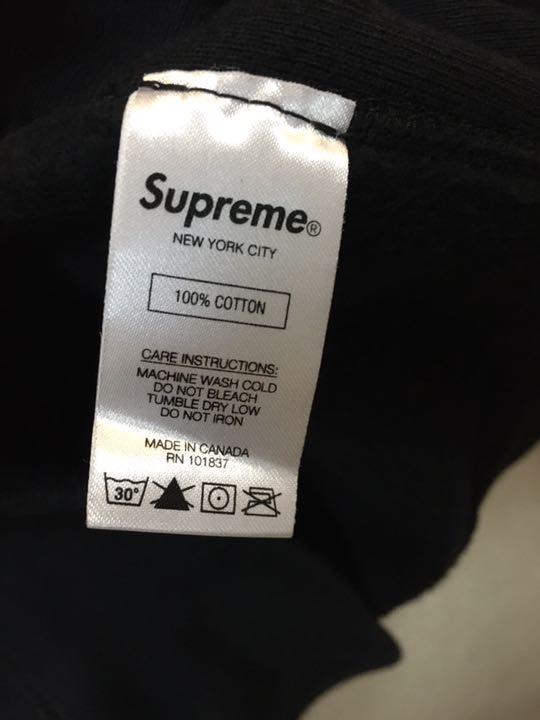 Supreme®
NEW YORK CITY
100% COTTON
CARE INSTRUCTIONS:
MACHINE WASH COLD
DO NOT BLEACH
TUMBLE DRY LOW
DO NOT IRON
MADE IN CANADA
RN 101837
30°